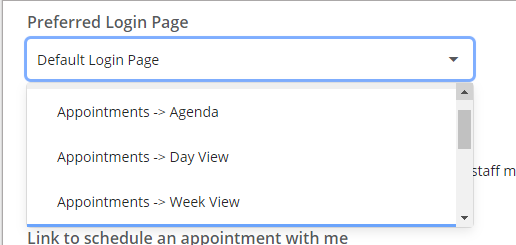 Preferred Login Page
Default Login Page
Appointments -> Agenda
Appointments -> Day View
staff m
Appointments -> Week View
Link to schedule an appointment with me